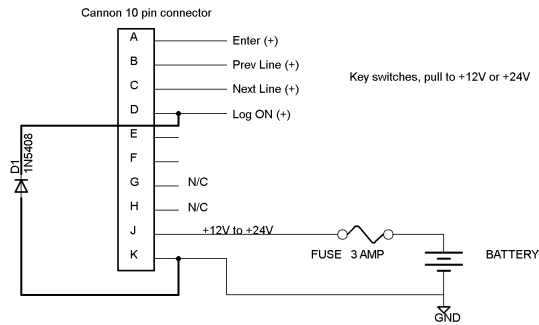 Cannon 10 pin connector
A
Enter (+)
B
Prev Line (+)
Key switches, pull to +12V or +24V
C
Next Line (+)
D
Log ON (+)
E
D1
1N5408
F
G
N/C
H
N/C
J
+12V to +24V
K
FUSE 3 AMP
BATTERY
GND